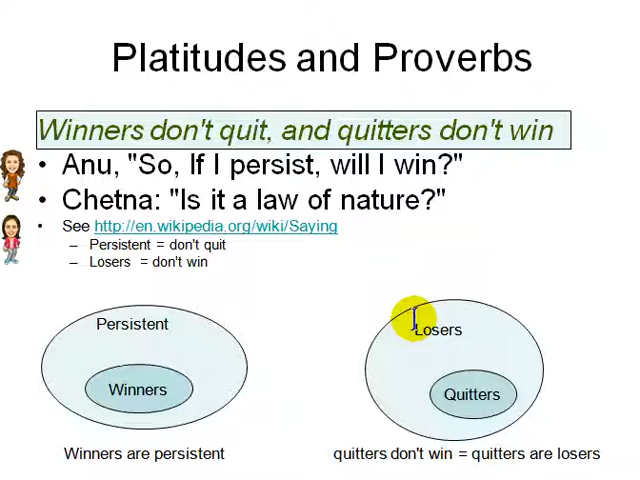 Platitudes and Proverbs
Winners don't quit, and quitters don't win
• Anu, "So, If I persist, will I win?"
• Chetna: "Is it a law of nature?"
• See http://en.wikipedia.org/wiki/Saying
– Persistent = don't quit
– Losers = don't win
Persistent
Winners
Losers
Quitters
Winners are persistent
quitters don't win = quitters are losers